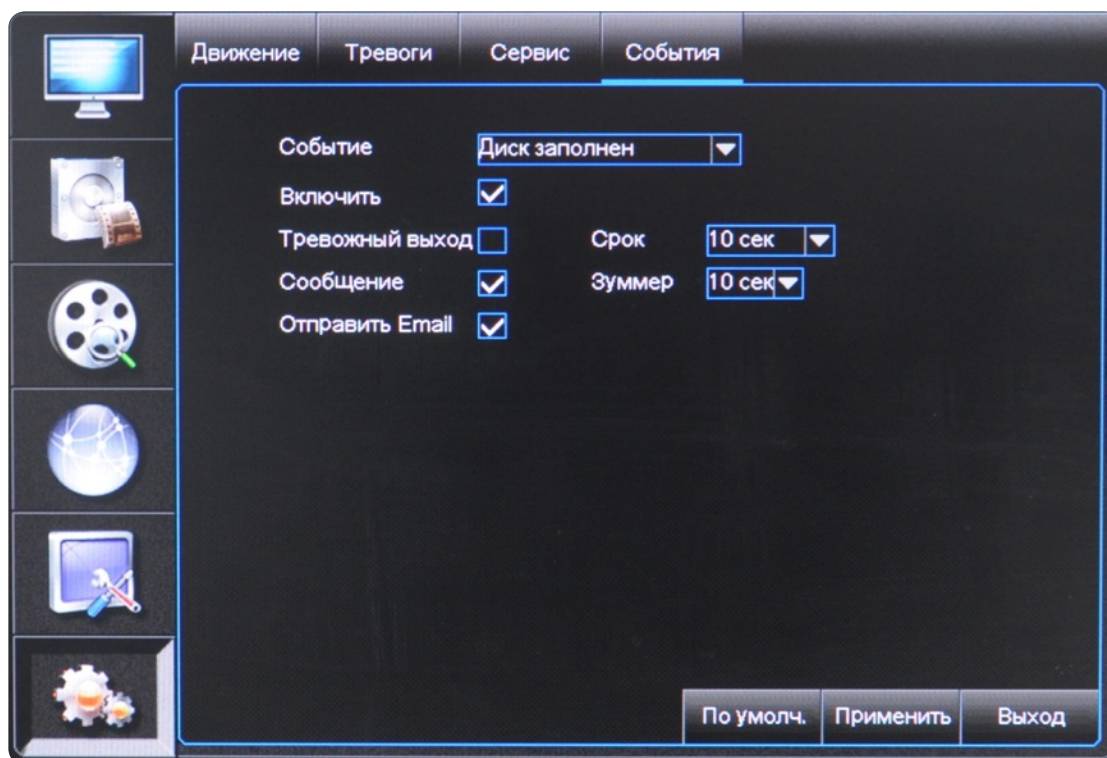 Движение Тревоги Сервис События
Событие Диск заполнен
Включить
Тревожный выход Срок 10 сек
Сообщение Зуммер 10 сек
Отправить Email
По умолч. Применить Выход